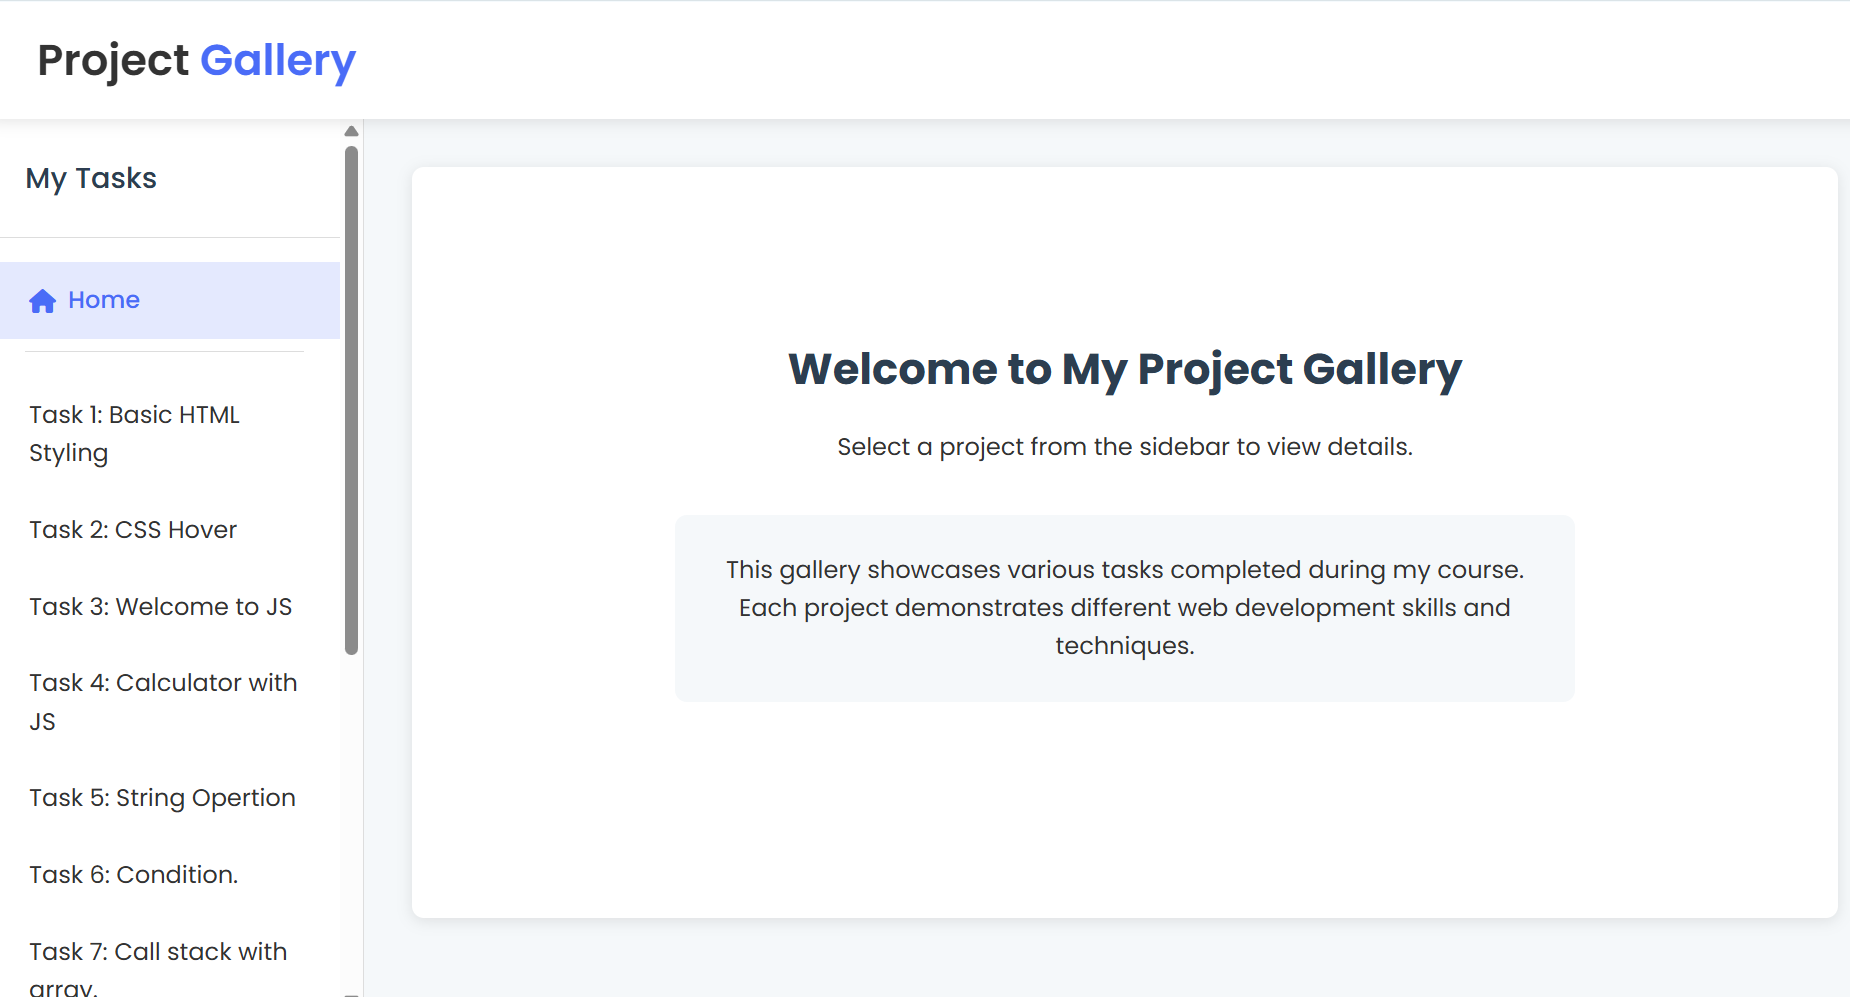 Project Gallery
My Tasks
Home
Task 1: Basic HTML
Styling
Task 2: CSS Hover
Task 3: Welcome to JS
Task 4: Calculator with
JS
Task 5: String Opertion
Task 6: Condition.
Task 7: Call stack with
array.
Welcome to My Project Gallery
Select a project from the sidebar to view details.
This gallery showcases various tasks completed during my course.
Each project demonstrates different web development skills and
techniques.